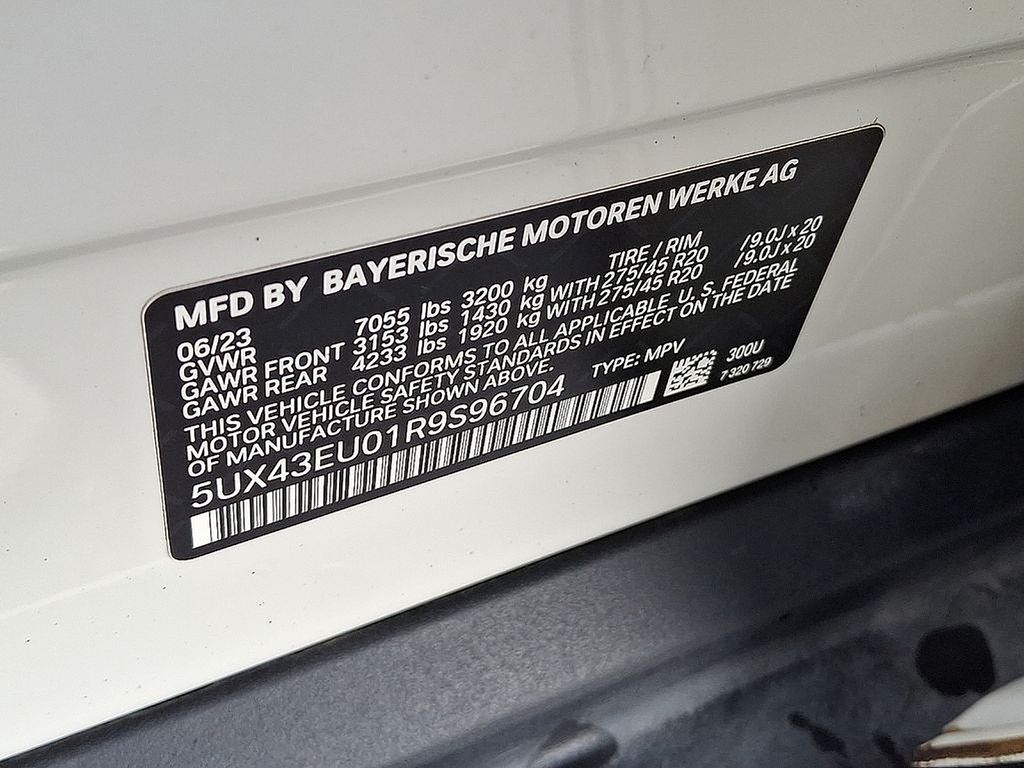 MFD BY BAYERISCHE MOTOREN WERKE AG
06/23 TIRE / RIM
GVWR 7055 lbs 3200 kg
GAWR FRONT 3153 lbs 1430 kg WITH 275/45 R20 /9.0J x 20
GAWR REAR 4233 lbs 1920 kg WITH 275/45 R20 /9.0J x 20
THIS VEHICLE CONFORMS TO ALL APPLICABLE U. S. FEDERAL
MOTOR VEHICLE SAFETY STANDARDS IN EFFECT ON THE DATE
OF MANUFACTURE SHOWN ABOVE.
TYPE: MPV 300U
5UX43EU01R9S96704
7 320 729